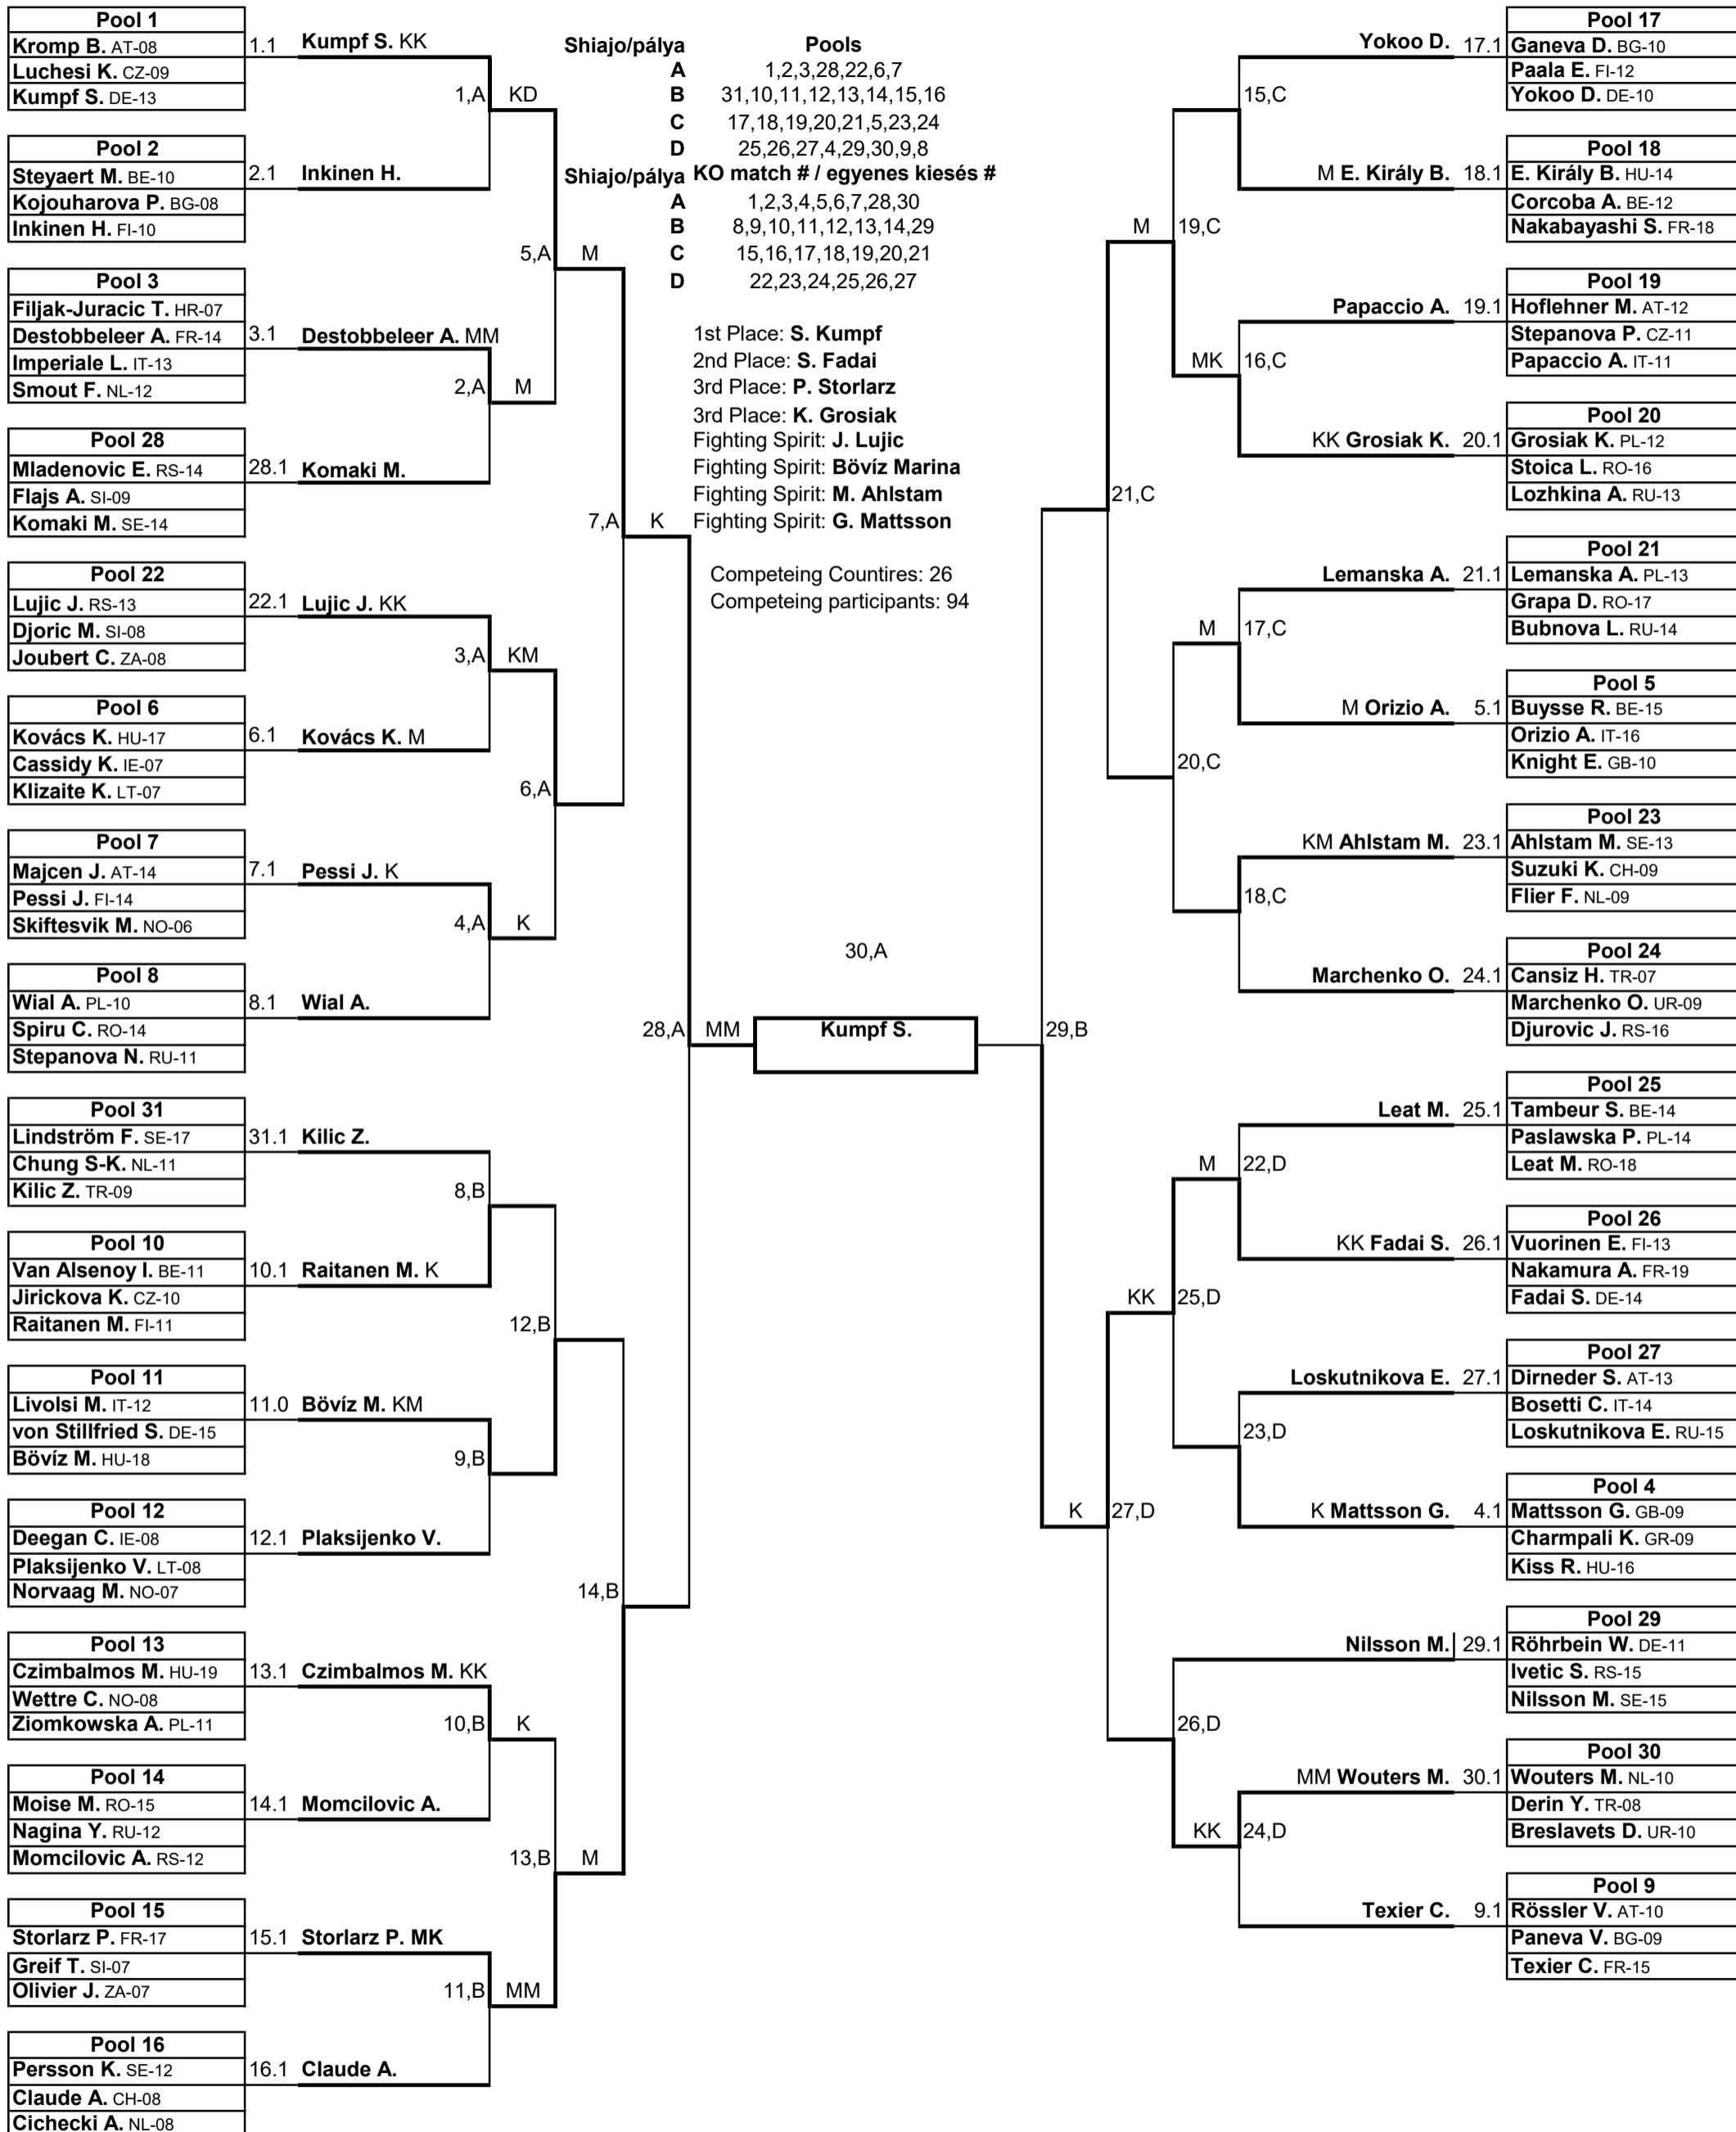 Pool 1
Kromp B. AT-08
Luchesi K. CZ-09
Kumpf S. DE-13
1.1 Kumpf S. KK
1,A KD
Pool 2
Steyaert M. BE-10
Kojouharova P. BG-08
Inkinen H. FI-10
2.1 Inkinen H.
5,A M
Pool 3
Filjak-Juracic T. HR-07
Destobbeleer A. FR-14
Imperiale L. IT-13
Smout F. NL-12
3.1 Destobbeleer A. MM
2,A M
Pool 28
Mladenovic E. RS-14
Flajs A. SI-09
Komaki M. SE-14
28.1 Komaki M.
7,A K
Pool 22
Lujic J. RS-13
Djoric M. SI-08
Joubert C. ZA-08
22.1 Lujic J. KK
3,A KM
Pool 6
Kovács K. HU-17
Cassidy K. IE-07
Klizaite K. LT-07
6.1 Kovács K. M
6,A
Pool 7
Majcen J. AT-14
Pessi J. FI-14
Skiftesvik M. NO-06
7.1 Pessi J. K
4,A K
Pool 8
Wial A. PL-10
Spiru C. RO-14
Stepanova N. RU-11
8.1 Wial A.
28,A MM
Pool 31
Lindström F. SE-17
Chung S-K. NL-11
Kilic Z. TR-09
31.1 Kilic Z.
8,B
Pool 10
Van Alsenoy I. BE-11
Jirickova K. CZ-10
Raitanen M. FI-11
10.1 Raitanen M. K
12,B
Pool 11
Livolsi M. IT-12
von Stillfried S. DE-15
Bövíz M. HU-18
11.0 Bövíz M. KM
9,B
Pool 12
Deegan C. IE-08
Plaksijenko V. LT-08
Norvaag M. NO-07
12.1 Plaksijenko V.
14,B
Pool 13
Czimbalmos M. HU-19
Wettre C. NO-08
Ziomkowska A. PL-11
13.1 Czimbalmos M. KK
10,B K
Pool 14
Moise M. RO-15
Nagina Y. RU-12
Momcilovic A. RS-12
14.1 Momcilovic A.
13,B M
Pool 15
Storlarz P. FR-17
Greif T. SI-07
Olivier J. ZA-07
15.1 Storlarz P. MK
11,B MM
Pool 16
Persson K. SE-12
Claude A. CH-08
Cichecki A. NL-08
16.1 Claude A.
Shiajo/pálya Pools
A 1,2,3,28,22,6,7
B 31,10,11,12,13,14,15,16
C 17,18,19,20,21,5,23,24
D 25,26,27,4,29,30,9,8
Shiajo/pálya KO match # / egyenes kiesés #
A 1,2,3,4,5,6,7,28,30
B 8,9,10,11,12,13,14,29
C 15,16,17,18,19,20,21
D 22,23,24,25,26,27
1st Place: S. Kumpf
2nd Place: S. Fadai
3rd Place: P. Storlarz
3rd Place: K. Grosiak
Fighting Spirit: J. Lujic
Fighting Spirit: Bövíz Marina
Fighting Spirit: M. Ahlstam
Fighting Spirit: G. Mattsson
Competeing Countires: 26
Competeing participants: 94
30,A
Kumpf S.
29,B
Yokoo D. 17.1
Pool 17
Ganeva D. BG-10
Paala E. FI-12
Yokoo D. DE-10
15,C
M E. Király B. 18.1
Pool 18
E. Király B. HU-14
Corcoba A. BE-12
Nakabayashi S. FR-18
M 19,C
Papaccio A. 19.1
Pool 19
Hoflehner M. AT-12
Stepanova P. CZ-11
Papaccio A. IT-11
MK 16,C
KK Grosiak K. 20.1
Pool 20
Grosiak K. PL-12
Stoica L. RO-16
Lozhkina A. RU-13
21,C
Lemanska A. 21.1
Pool 21
Lemanska A. PL-13
Grapa D. RO-17
Bubnova L. RU-14
M 17,C
M Orizio A. 5.1
Pool 5
Buysse R. BE-15
Orizio A. IT-16
Knight E. GB-10
20,C
KM Ahlstam M. 23.1
Pool 23
Ahlstam M. SE-13
Suzuki K. CH-09
Flier F. NL-09
18,C
Marchenko O. 24.1
Pool 24
Cansiz H. TR-07
Marchenko O. UR-09
Djurovic J. RS-16
Leat M. 25.1
Pool 25
Tambeur S. BE-14
Paslawska P. PL-14
Leat M. RO-18
M 22,D
KK Fadai S. 26.1
Pool 26
Vuorinen E. FI-13
Nakamura A. FR-19
Fadai S. DE-14
KK 25,D
Loskutnikova E. 27.1
Pool 27
Dirneder S. AT-13
Bosetti C. IT-14
Loskutnikova E. RU-15
23,D
K Mattsson G. 4.1
Pool 4
Mattsson G. GB-09
Charmpali K. GR-09
Kiss R. HU-16
K 27,D
Nilsson M. 29.1
Pool 29
Röhrbein W. DE-11
Ivetic S. RS-15
Nilsson M. SE-15
26,D
MM Wouters M. 30.1
Pool 30
Wouters M. NL-10
Derin Y. TR-08
Breslavets D. UR-10
KK 24,D
Texier C. 9.1
Pool 9
Rössler V. AT-10
Paneva V. BG-09
Texier C. FR-15